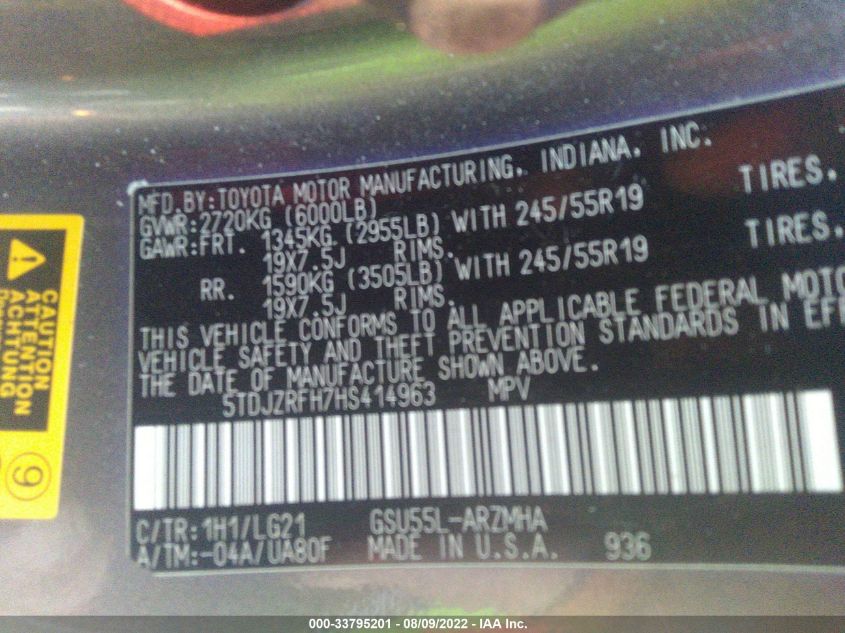 MFD.BY:TOYOTA MOTOR MANUFACTURING, INDIANA, INC.
GVWR:2720KG (6000LB)
GAWR:FRT. 1345KG (2955LB) WITH 245/55R19 TIRES.
19X7.5J RIMS.
RR. 1590KG (3505LB) WITH 245/55R19 TIRES.
19X7.5J RIMS.
THIS VEHICLE CONFORMS TO ALL APPLICABLE FEDERAL MOTO
VEHICLE SAFETY AND THEFT PREVENTION STANDARDS IN EFF
THE DATE OF MANUFACTURE SHOWN ABOVE.
5TDJZRFH7HS414963 MPV
C/TR:1H1/LG21 GSU55L-ARZMHA
A/TM:-04A/UA80F MADE IN U.S.A. 936
CAUTION
ATTENTION
ACHTUNG
9
000-33795201 - 08/09/2022 - IAA Inc.